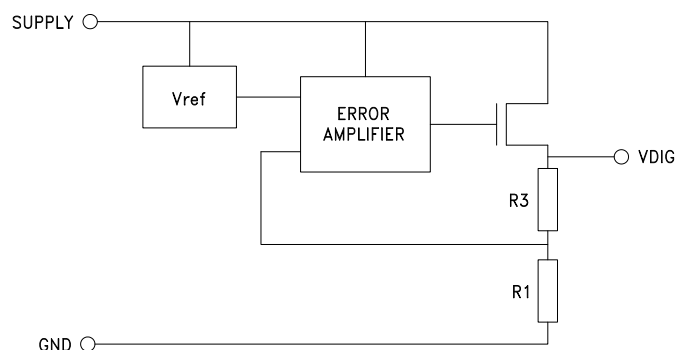 SUPPLY
Vref
ERROR
AMPLIFIER
VDIG
R3
R1
GND